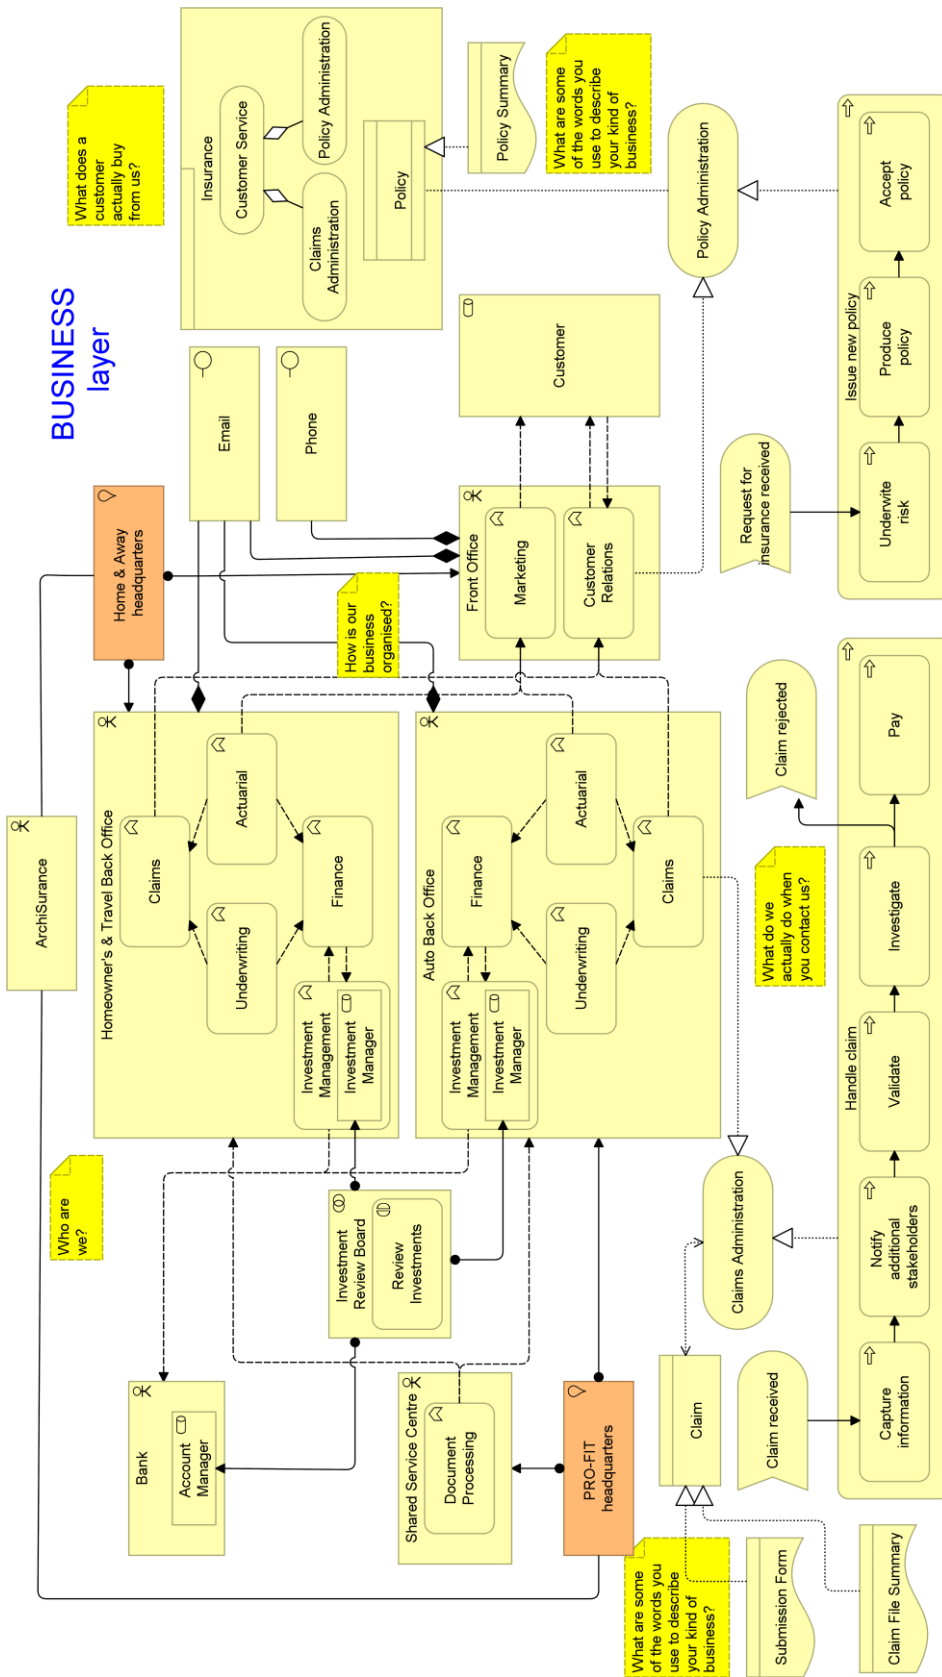 BUSINESS
layer
ArchiSurance
Who are
we?
What does a
customer
actually buy
from us?
Bank
Account
Manager
Homeowner's & Travel Back Office
Claims
Underwriting
Actuarial
Finance
Investment
Management
Investment
Manager
Home & Away
headquarters
Email
Phone
Insurance
Customer Service
Claims
Administration
Policy Administration
Policy
Policy Summary
Investment
Review Board
Review
Investments
How is our
business
organised?
Shared Service Centre
Document
Processing
Auto Back Office
Finance
Investment
Management
Investment
Manager
Underwriting
Actuarial
Claims
Front Office
Marketing
Customer
Relations
Customer
What are some
of the words you
use to describe
your kind of
business?
PRO-FIT
headquarters
What are some
of the words you
use to describe
your kind of
business?
Claim
Claims Administration
Policy Administration
Submission Form
Claim File Summary
Claim received
What do we
actually do when
you contact us?
Claim rejected
Request for
insurance received
Handle claim
Capture
information
Notify
additional
stakeholders
Validate
Investigate
Pay
Issue new policy
Underwite
risk
Produce
policy
Accept
policy